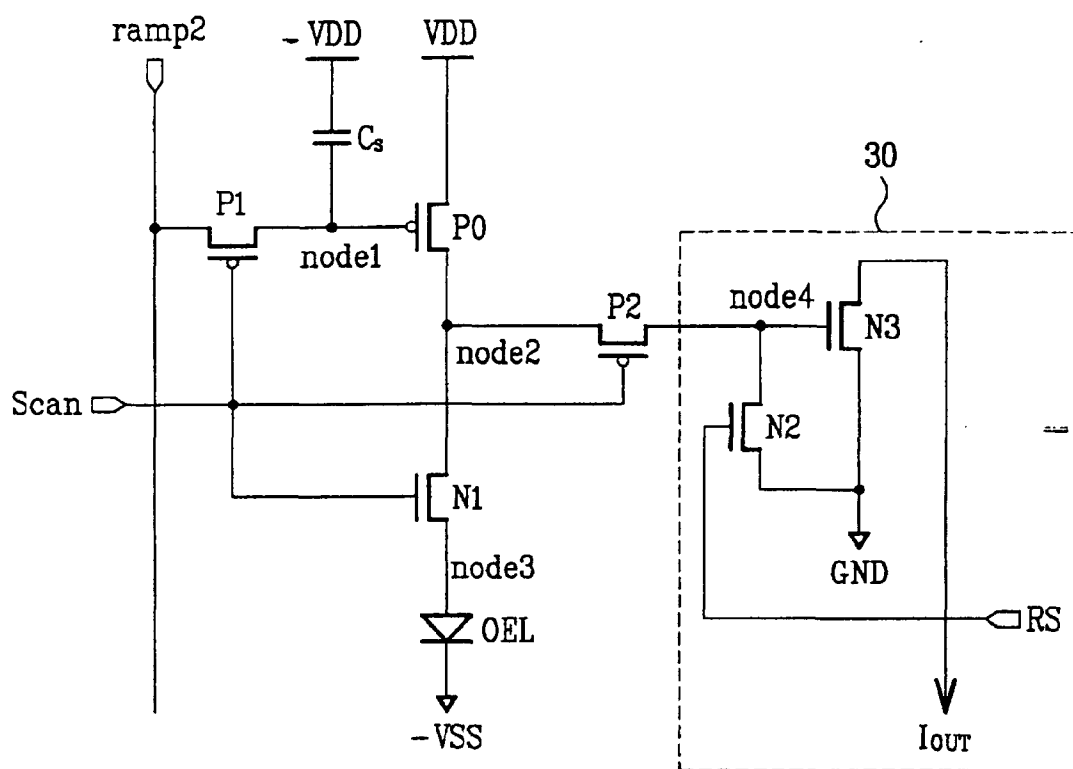 ramp2
-VDD
VDD
Cs
30
P1
P0
node1
P2
node4
N3
node2
Scan
N2
N1
node3
GND
OEL
RS
-VSS
IOUT